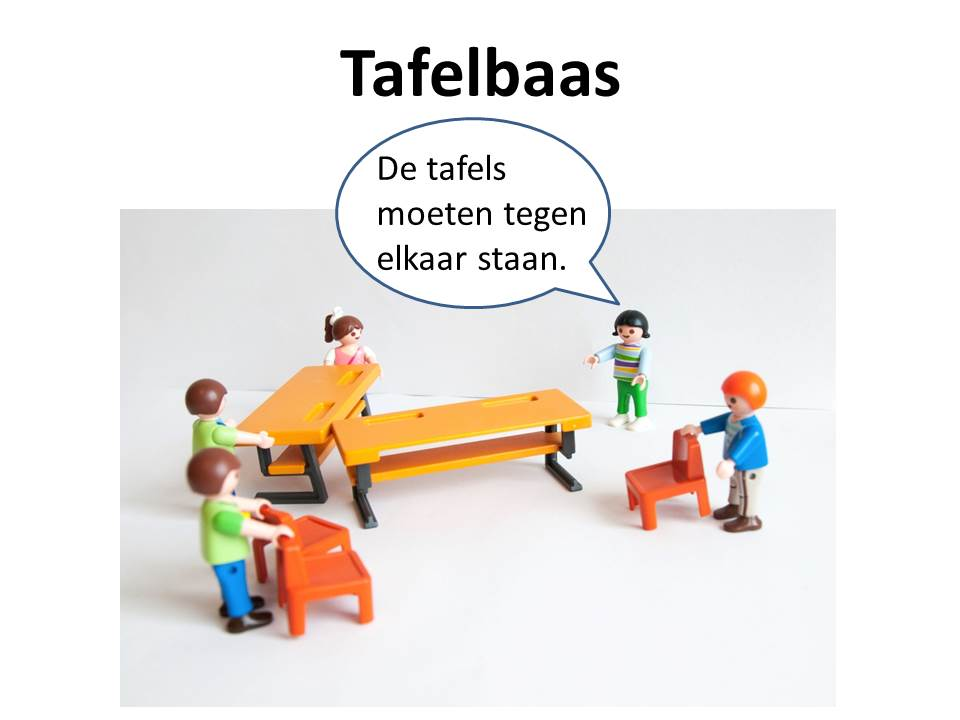 Tafelbaas
De tafels
moeten tegen
elkaar staan.